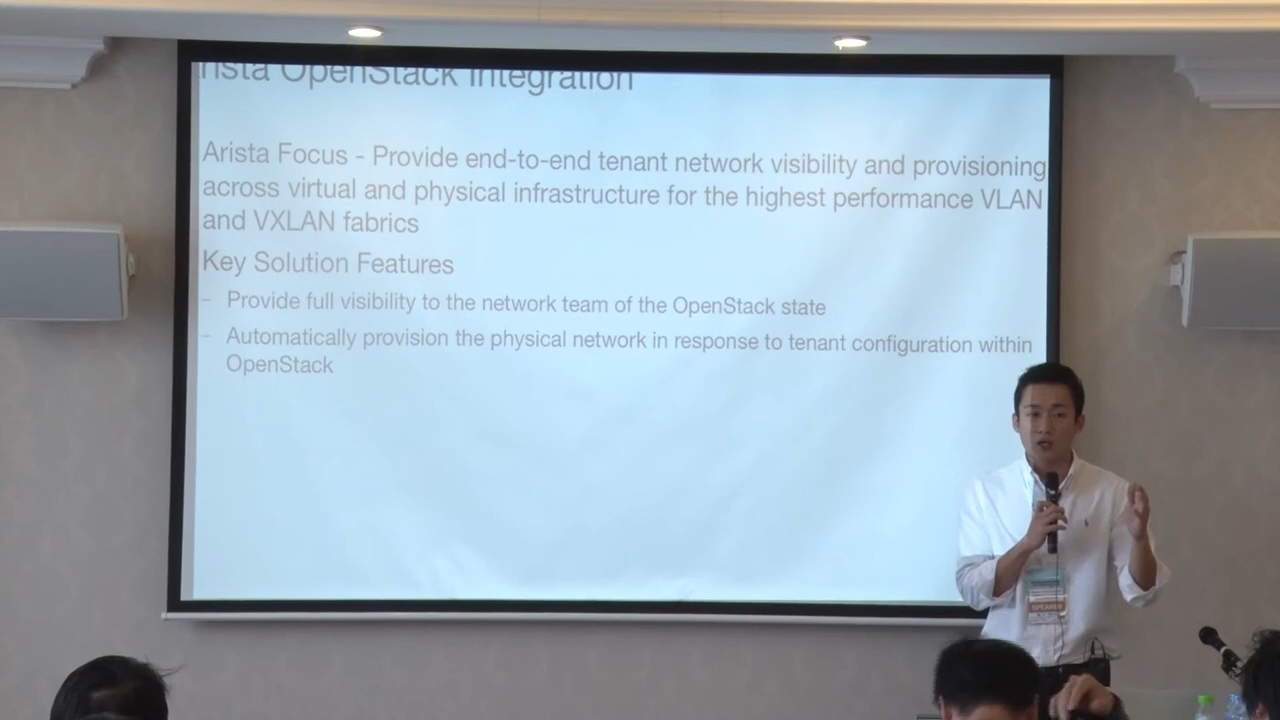 rista OpenStack Integration
Arista Focus - Provide end-to-end tenant network visibility and provisioning
across virtual and physical infrastructure for the highest performance VLAN
and VXLAN fabrics
Key Solution Features
– Provide full visibility to the network team of the OpenStack state
– Automatically provision the physical network in response to tenant configuration within
OpenStack
SPEAKER